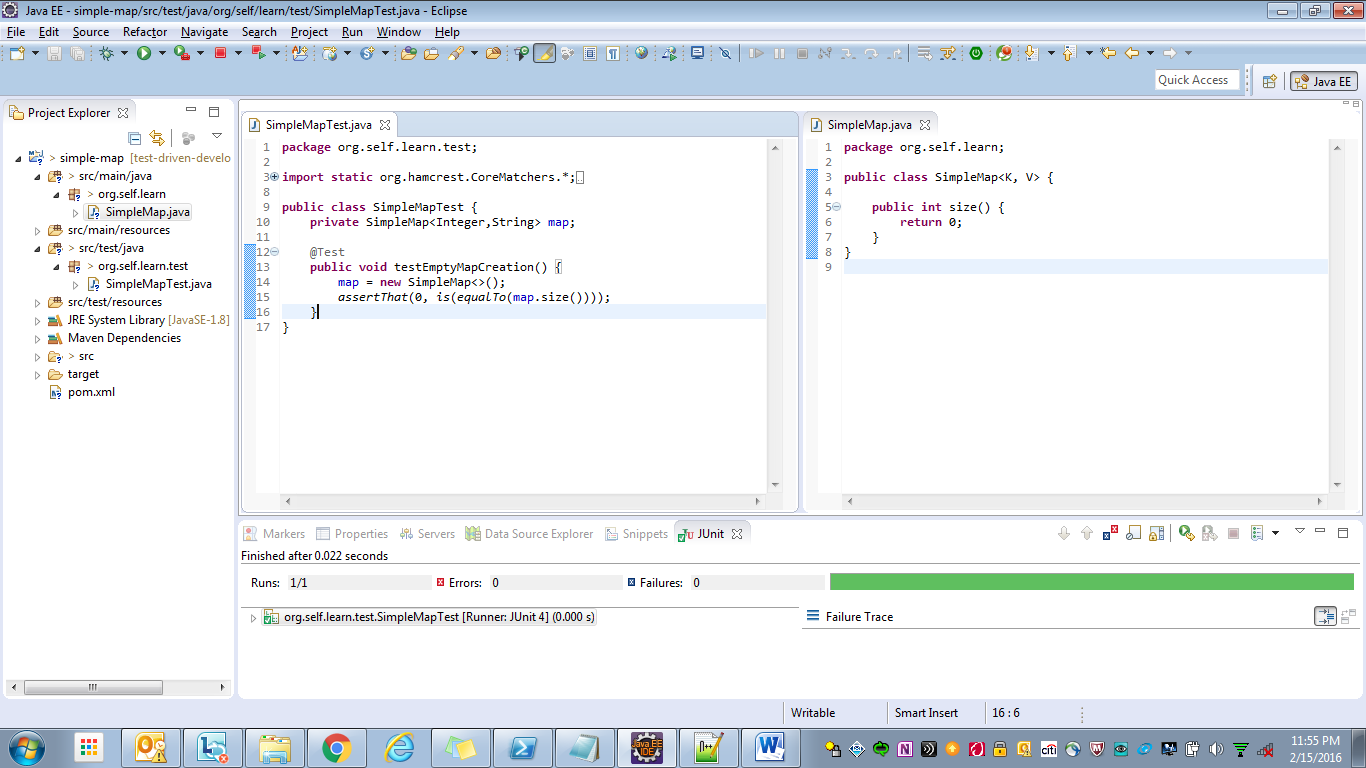 Java EE - simple-map/src/test/java/org/self/learn/test/SimpleMapTest.java - Eclipse
File Edit Source Refactor Navigate Search Project Run Window Help
Quick Access Java EE
Project Explorer
simple-map [test-driven-develo
> src/main/java
> org.self.learn
SimpleMap.java
src/main/resources
> src/test/java
> org.self.learn.test
SimpleMapTest.java
src/test/resources
JRE System Library [JavaSE-1.8]
Maven Dependencies
> src
target
pom.xml
SimpleMapTest.java
1 package org.self.learn.test;
2
3 import static org.hamcrest.CoreMatchers.*;
8
9 public class SimpleMapTest {
10 private SimpleMap<Integer,String> map;
11
12 @Test
13 public void testEmptyMapCreation() {
14 map = new SimpleMap<>();
15 assertThat(0, is(equalTo(map.size())));
16 }
17 }
SimpleMap.java
1 package org.self.learn;
2
3 public class SimpleMap<K, V> {
4
5 public int size() {
6 return 0;
7 }
8 }
9
Markers Properties Servers Data Source Explorer Snippets JUnit
Finished after 0.022 seconds
Runs: 1/1 Errors: 0 Failures: 0
org.self.learn.test.SimpleMapTest [Runner: JUnit 4] (0.000 s)
Failure Trace
Writable Smart Insert 16 : 6
Java EE
IDE
citi
11:55 PM
2/15/2016